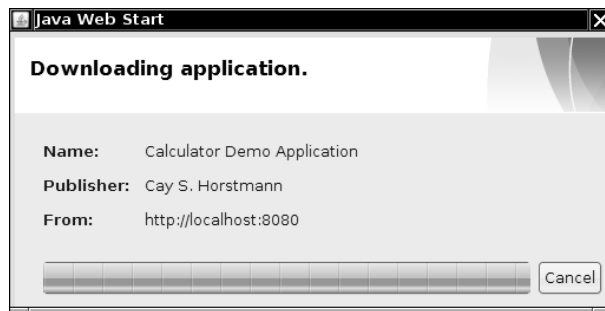 Java Web Start
Downloading application.
Name: Calculator Demo Application
Publisher: Cay S. Horstmann
From: http://localhost:8080
Cancel